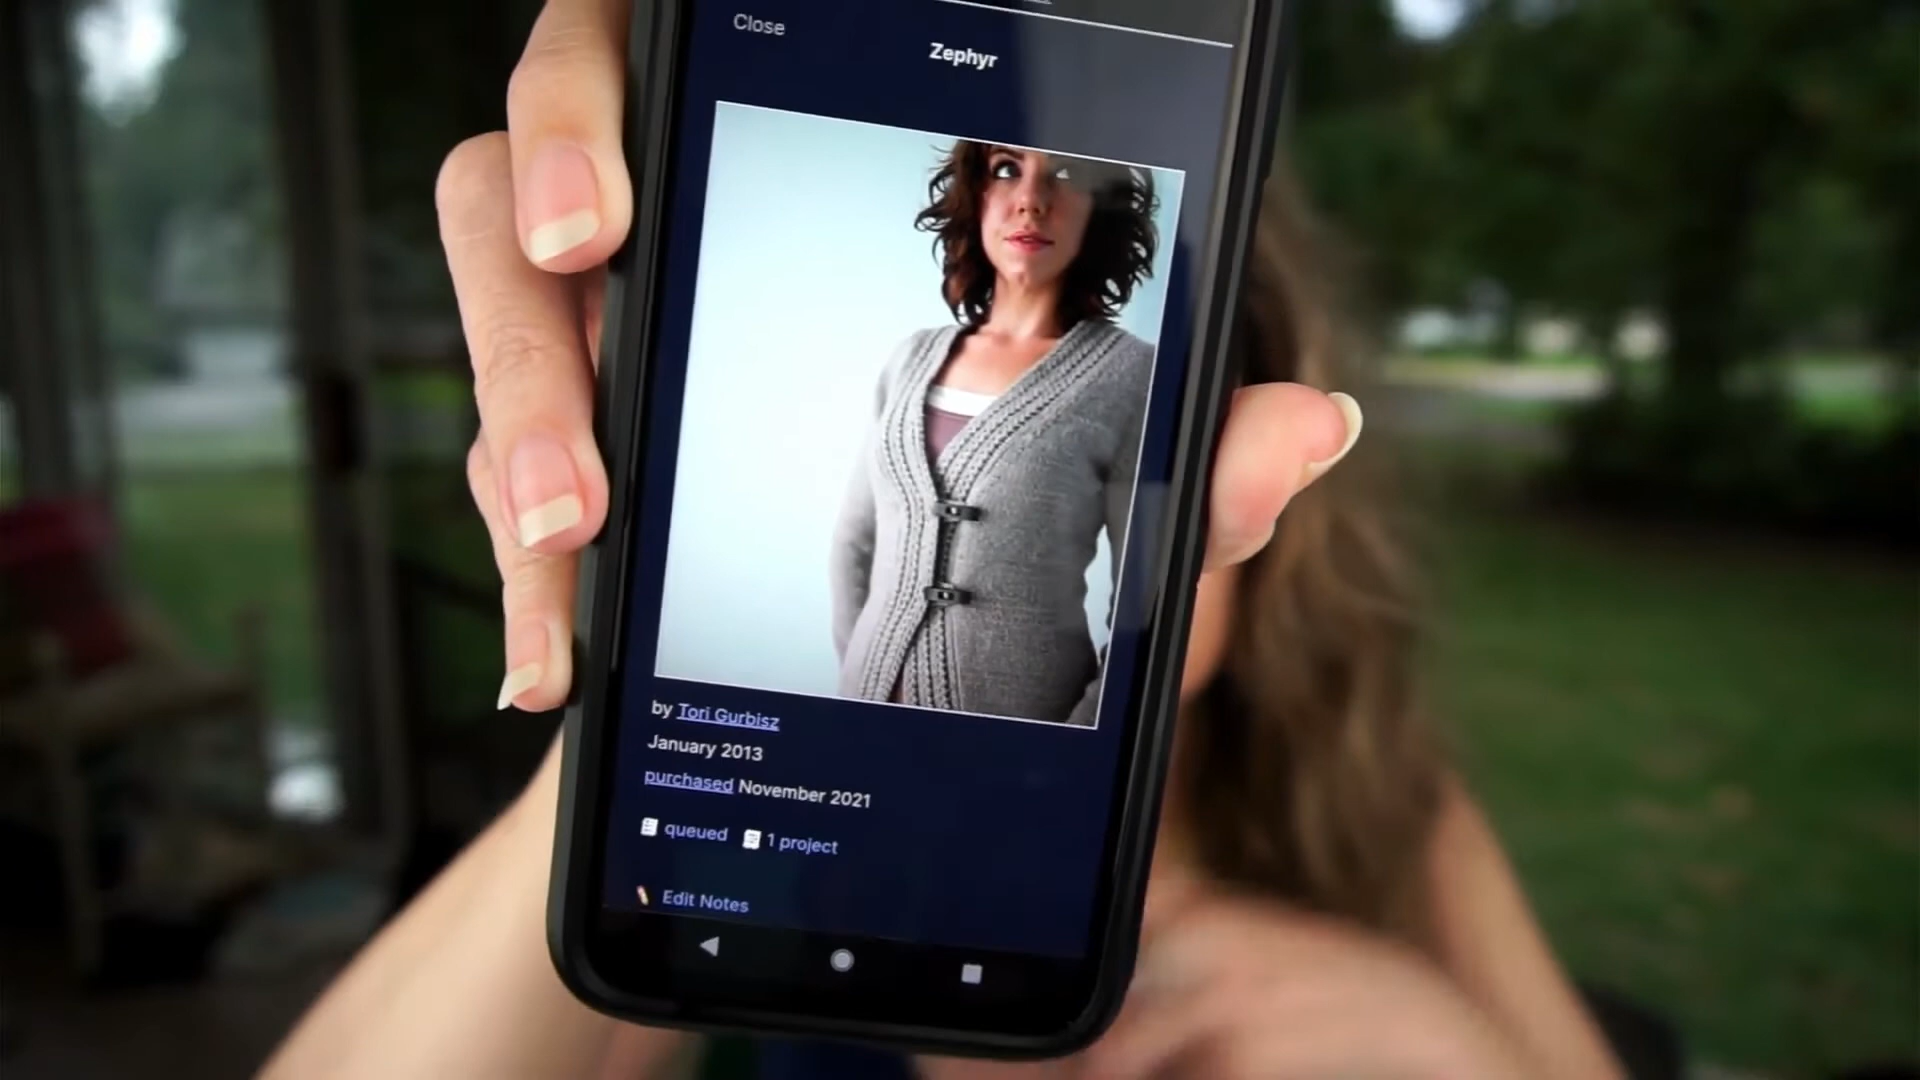 Close
Zephyr
by Tori Gurbisz
January 2013
purchased November 2021
queued 1 project
Edit Notes